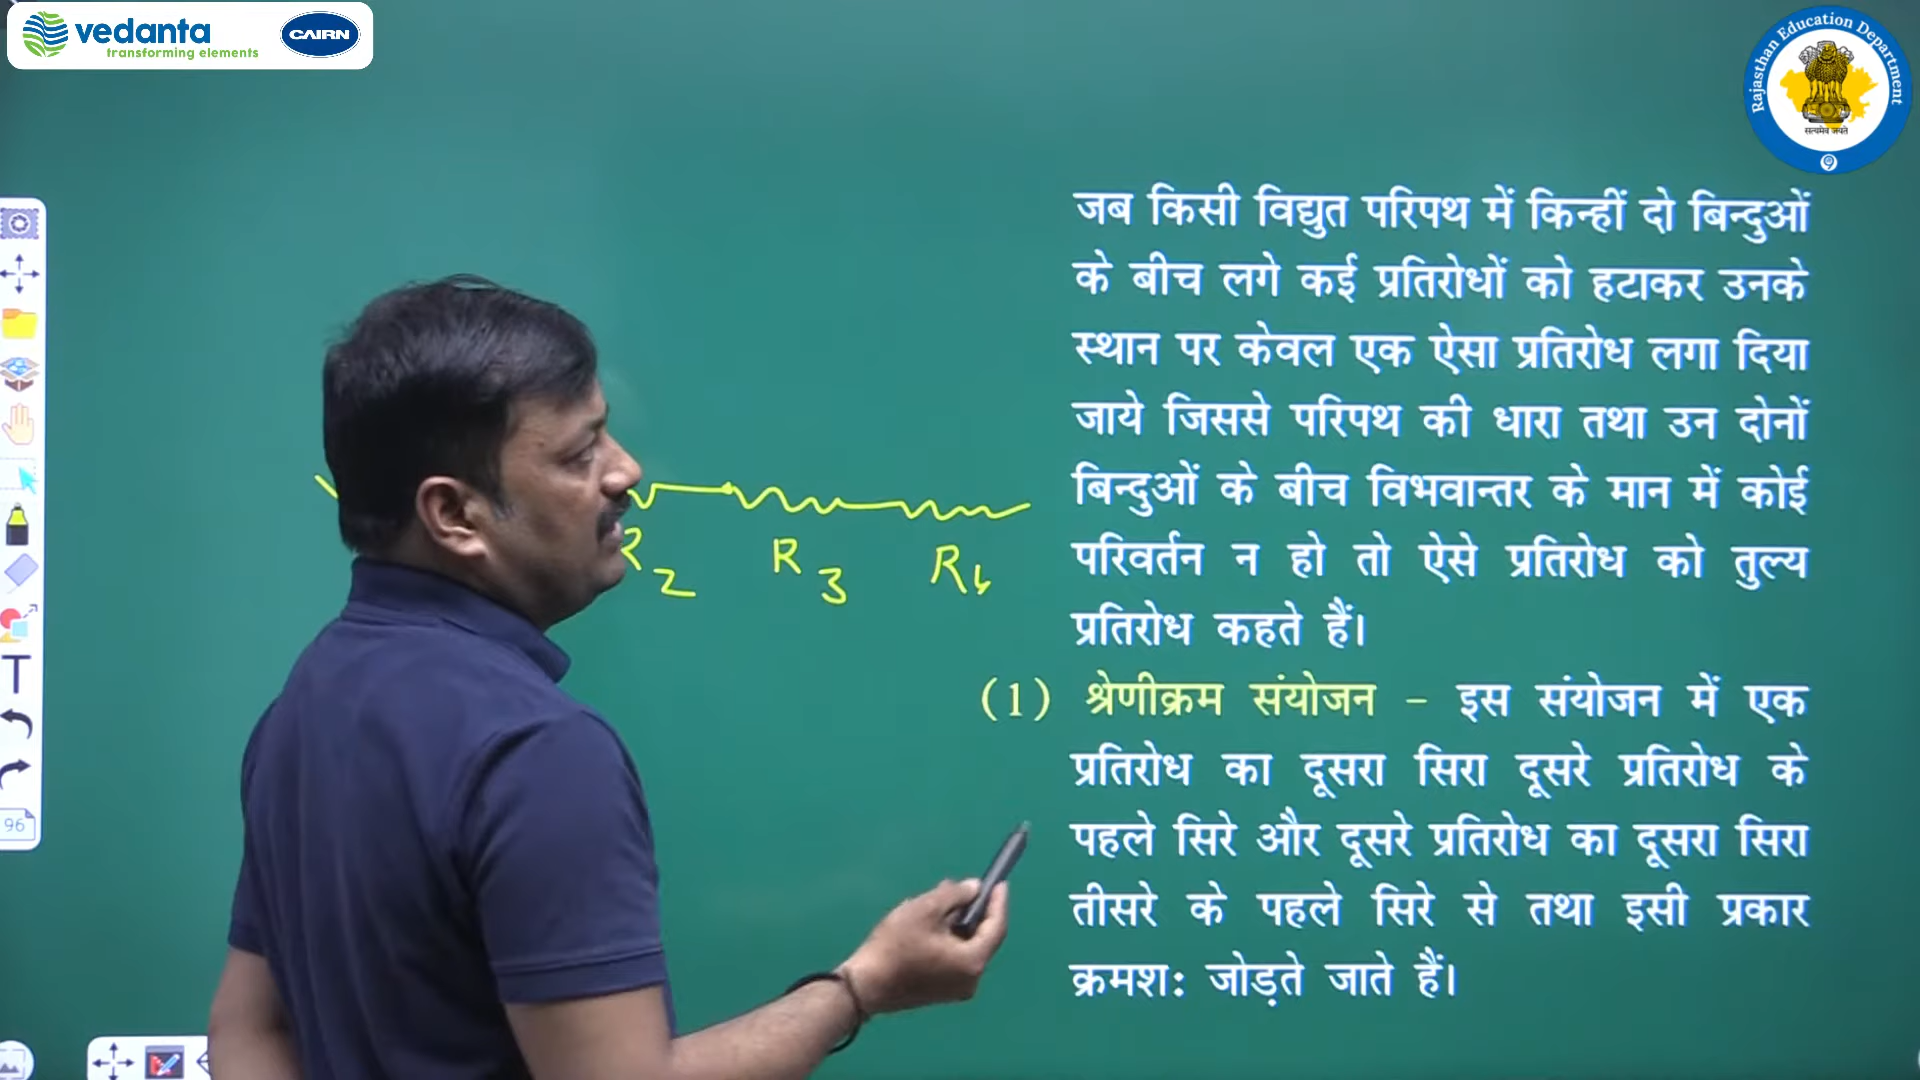 vedanta
transforming elements
CAIRN
Rajasthan Education Department
सत्यमेव जयते
जब किसी विद्युत परिपथ में किन्हीं दो बिन्दुओं
के बीच लगे कई प्रतिरोधों को हटाकर उनके
स्थान पर केवल एक ऐसा प्रतिरोध लगा दिया
जाये जिससे परिपथ की धारा तथा उन दोनों
बिन्दुओं के बीच विभवान्तर के मान में कोई
परिवर्तन न हो तो ऐसे प्रतिरोध को तुल्य
प्रतिरोध कहते हैं।
(1) श्रेणीक्रम संयोजन – इस संयोजन में एक
प्रतिरोध का दूसरा सिरा दूसरे प्रतिरोध के
पहले सिरे और दूसरे प्रतिरोध का दूसरा सिरा
तीसरे के पहले सिरे से तथा इसी प्रकार
क्रमश: जोड़ते जाते हैं।
R2 R3 R4
T
96